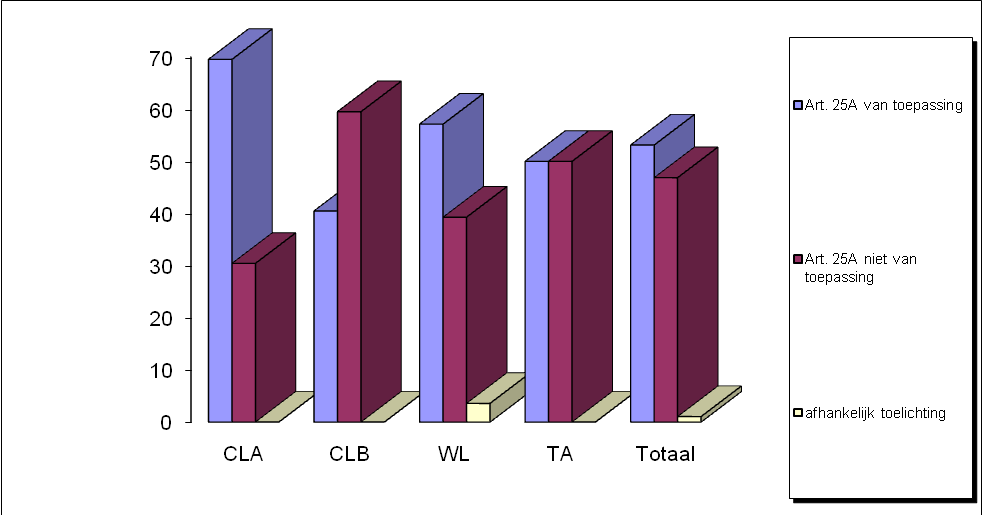 70
60
50
40
30
20
10
0
CLA CLB WL TA Totaal
Art. 25A van toepassing
Art. 25A niet van
toepassing
afhankelijk toelichting